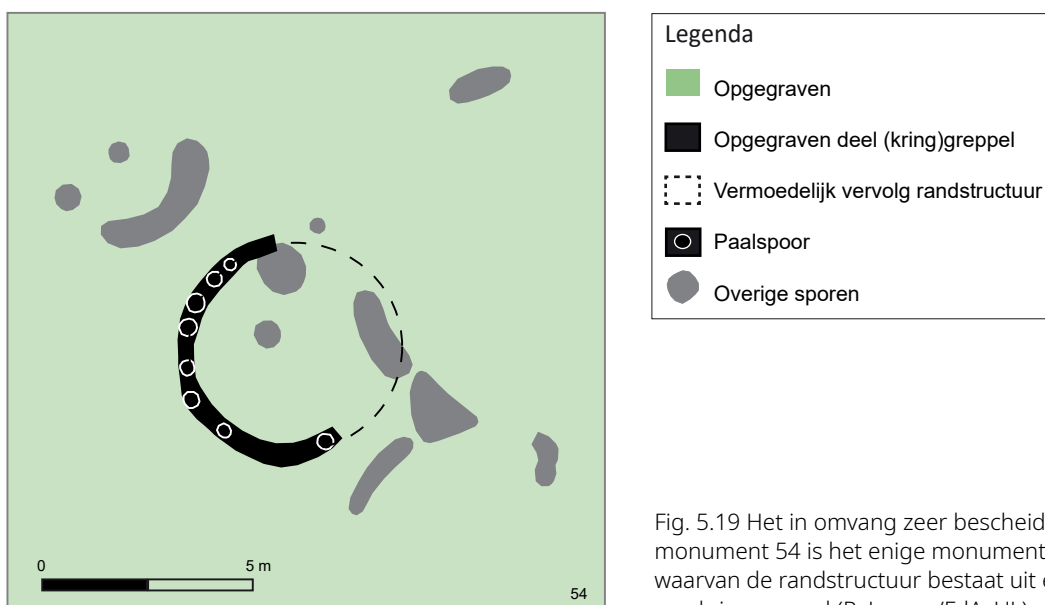 0
5 m
54
Legenda
Opgegraven
Opgegraven deel (kring)greppel
Vermoedelijk vervolg randstructuur
Paalspoor
Overige sporen
Fig. 5.19 Het in omvang zeer bescheid
monument 54 is het enige monument
waarvan de randstructuur bestaat uit